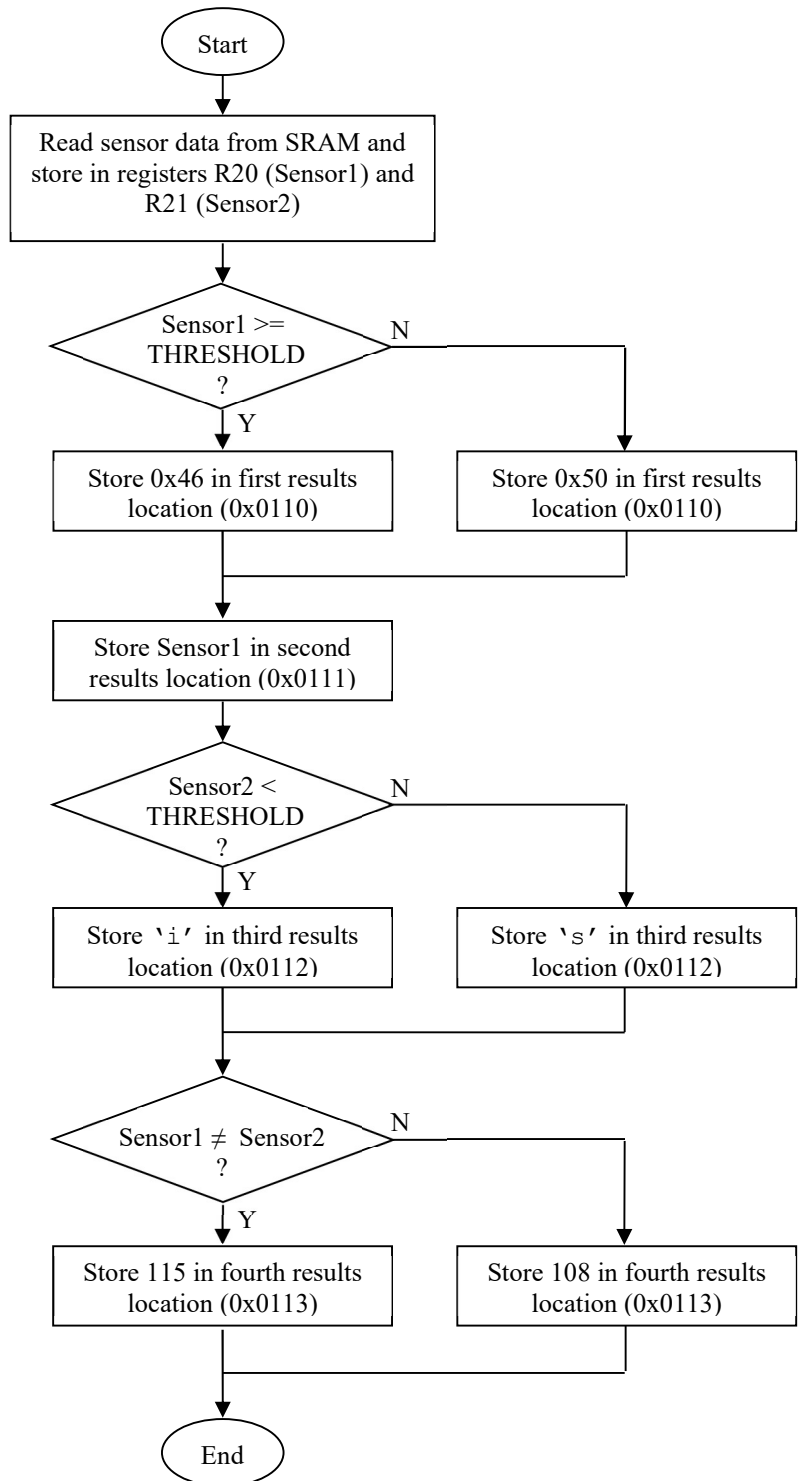 Start
Read sensor data from SRAM and
store in registers R20 (Sensor1) and
R21 (Sensor2)
Sensor1 >=
THRESHOLD
?
N
Y
Store 0x46 in first results
location (0x0110)
Store 0x50 in first results
location (0x0110)
Store Sensor1 in second
results location (0x0111)
Sensor2 <
THRESHOLD
?
N
Y
Store ‘i’ in third results
location (0x0112)
Store ‘s’ in third results
location (0x0112)
Sensor1 ≠ Sensor2
?
N
Y
Store 115 in fourth results
location (0x0113)
Store 108 in fourth results
location (0x0113)
End